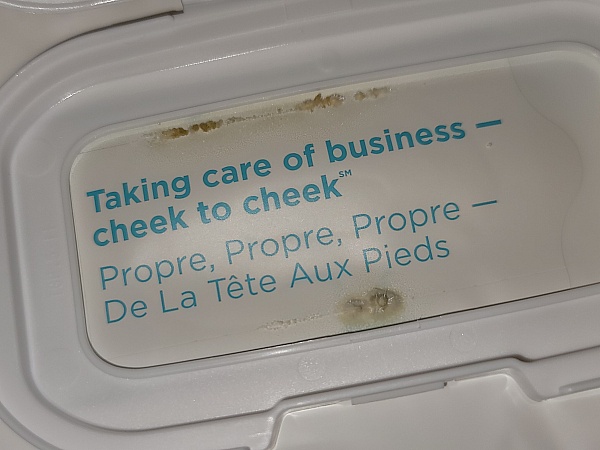 Taking care of business —
cheek to cheek℠
Propre, Propre, Propre —
De La Tête Aux Pieds